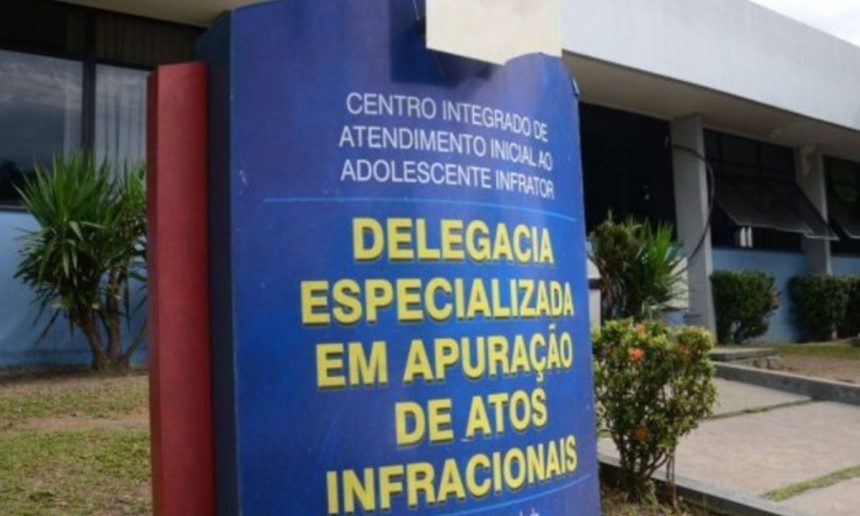 CENTRO INTEGRADO DE
ATENDIMENTO INICIAL AO
ADOLESCENTE INFRATOR
DELEGACIA
ESPECIALIZADA
EM APURAÇÃO
DE ATOS
INFRACIONAIS